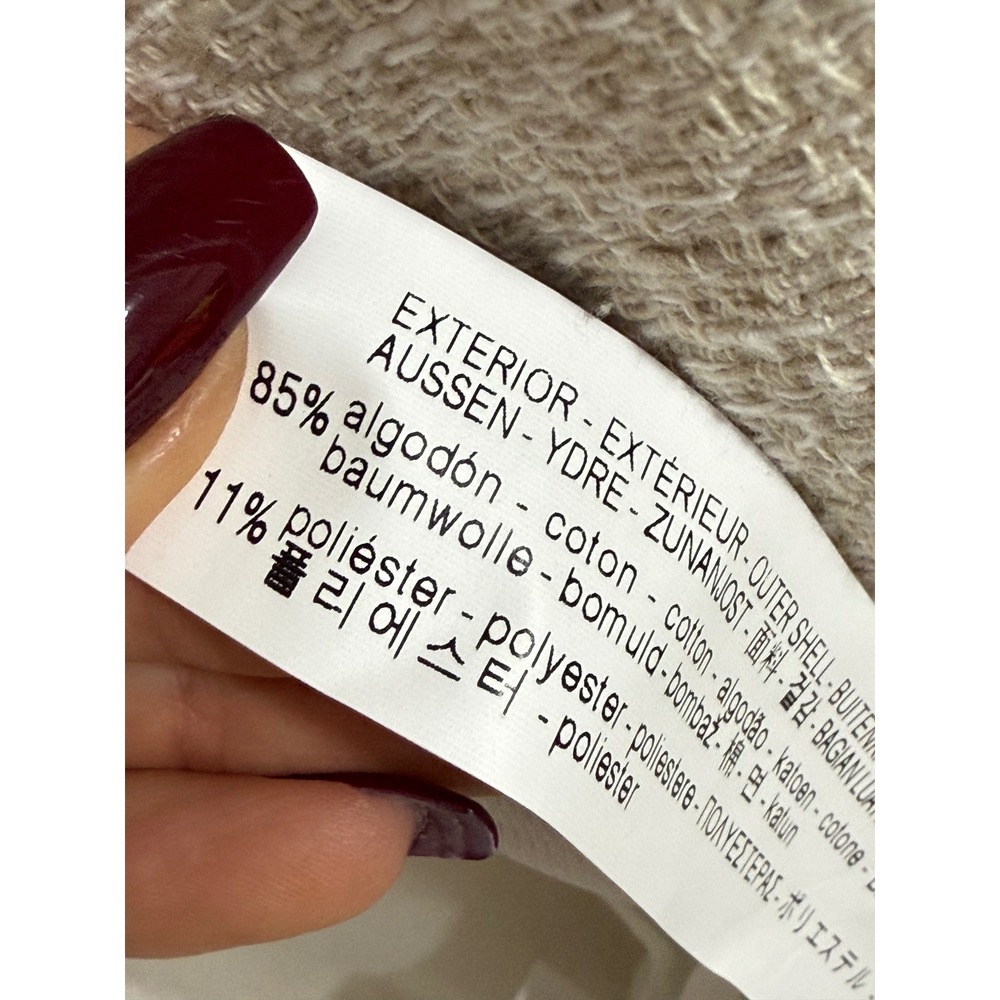 EXTERIOR - EXTÉRIEUR - OUTER SHELL - BUITEN
AUSSEN - YDRE - ZUNANJOST - 面料 - 겉감 - BAGIAN LUAR
85% algodón - coton - cotton - algodão - katoen - cotone -
baumwolle - bomuld - bombaž - 棉 - 면 - katun
11% poliéster - polyester - poliestere - ΠΟΛΥΕΣΤΕΡΑΣ - ポリエステル -
폴리에스터 - poliester